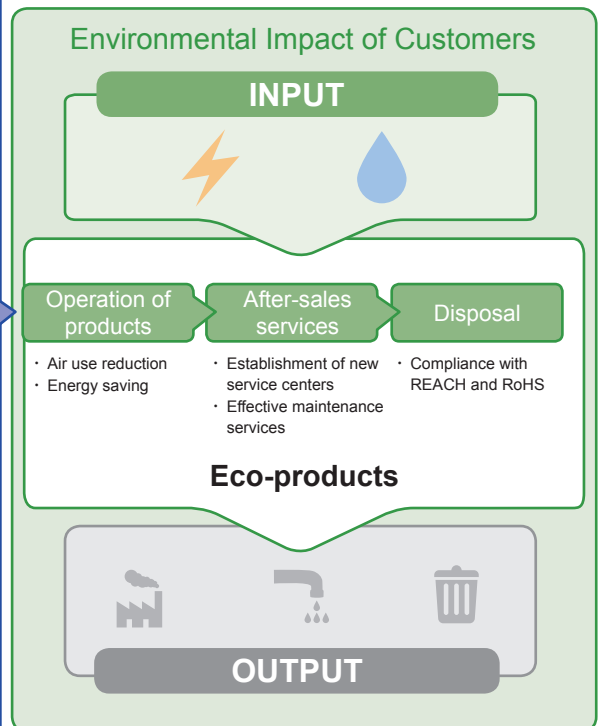 Environmental Impact of Customers
INPUT
Operation of
products
・ Air use reduction
・ Energy saving
After-sales
services
・ Establishment of new
service centers
・ Effective maintenance
services
Disposal
・ Compliance with
REACH and RoHS
Eco-products
OUTPUT